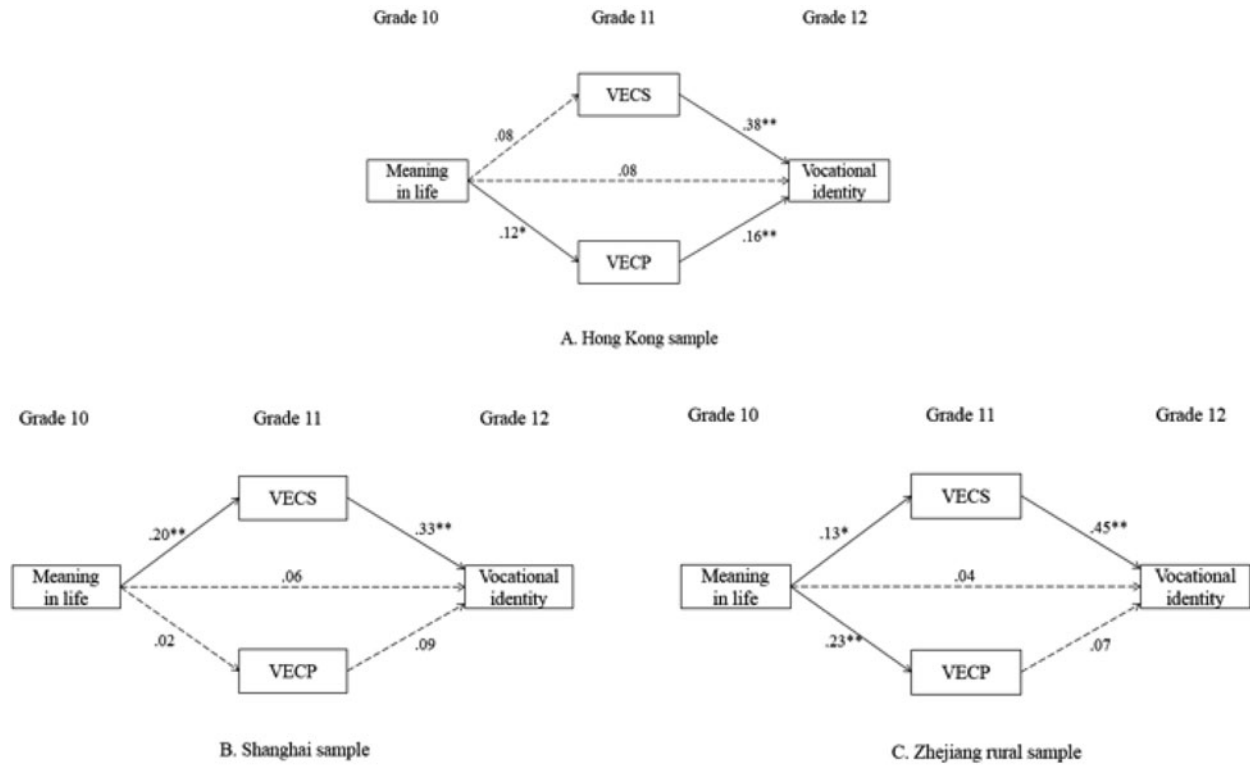 Grade 10 Grade 11 Grade 12
VECS
.08 .38**
Meaning
in life
.08
Vocational
identity
.12* .16**
VECP
A. Hong Kong sample
Grade 10 Grade 11 Grade 12
VECS
.20** .33**
Meaning
in life
.06
Vocational
identity
.02 .09
VECP
B. Shanghai sample
Grade 10 Grade 11 Grade 12
VECS
.13* .45**
Meaning
in life
.04
Vocational
identity
.23** .07
VECP
C. Zhejiang rural sample